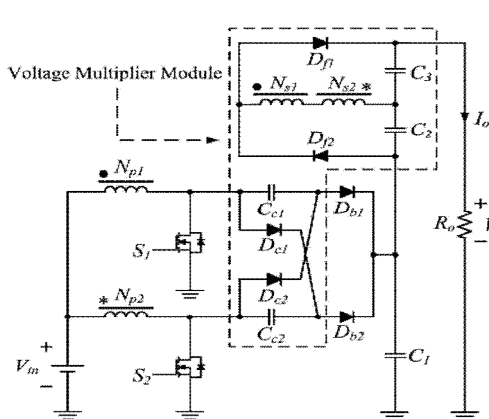 D_f1
Voltage Multiplier Module
N_s1 N_s2 *
C_3
C_2
I_o
D_f2
N_p1
C_c1
D_b1
+
R_o
S_1
D_c1
−
D_c2
* N_p2
C_c2
D_b2
+
V_in
−
S_2
C_1